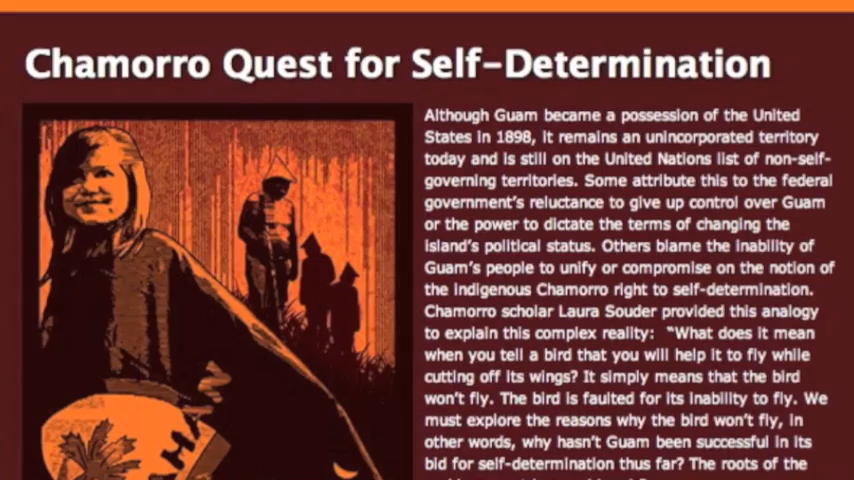 Chamorro Quest for Self-Determination
Although Guam became a possession of the United
States in 1898, it remains an unincorporated territory
today and is still on the United Nations list of non-self-
governing territories. Some attribute this to the federal
government's reluctance to give up control over Guam
or the power to dictate the terms of changing the
island's political status. Others blame the inability of
Guam's people to unify or compromise on the notion of
the indigenous Chamorro right to self-determination.
Chamorro scholar Laura Souder provided this analogy
to explain this complex reality: "What does it mean
when you tell a bird that you will help it to fly while
cutting off its wings? It simply means that the bird
won't fly. The bird is faulted for its inability to fly. We
must explore the reasons why the bird won't fly, in
other words, why hasn't Guam been successful in its
bid for self-determination thus far? The roots of the